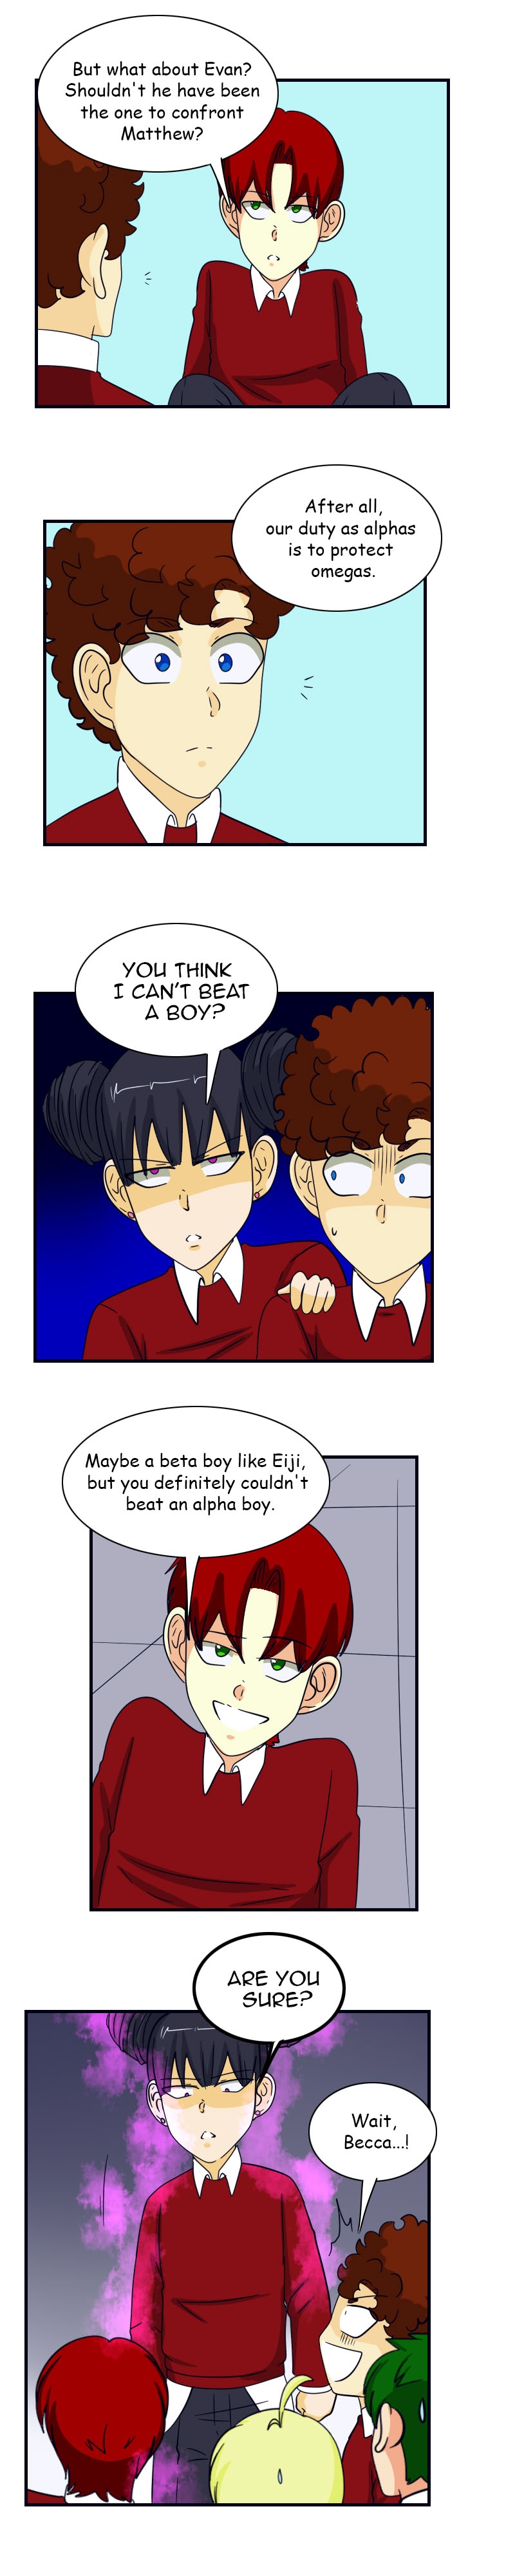 But what about Evan?
Shouldn't he have been
the one to confront
Matthew?
After all,
our duty as alphas
is to protect
omegas.
YOU THINK
I CAN'T BEAT
A BOY?
Maybe a beta boy like Eiji,
but you definitely couldn't
beat an alpha boy.
ARE YOU
SURE?
Wait,
Becca...!